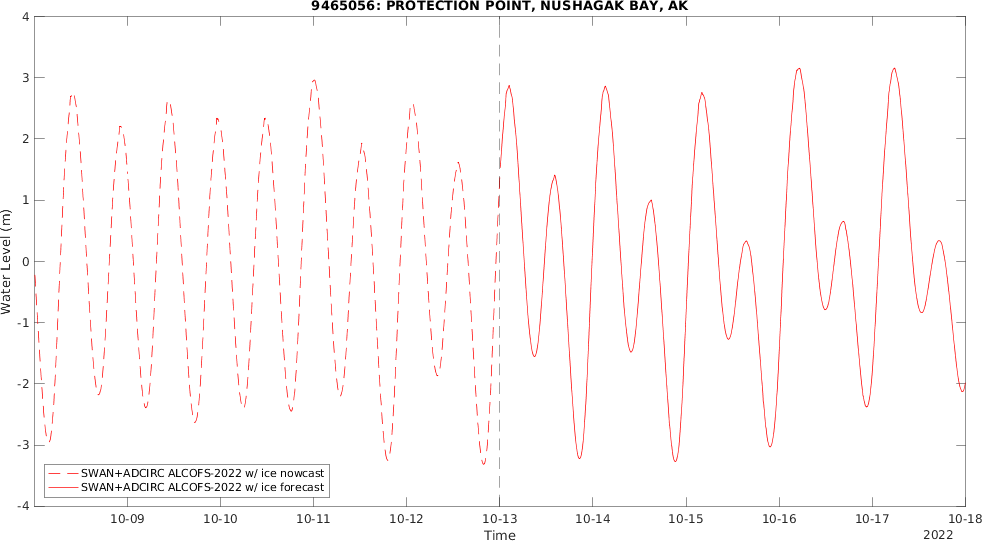 9465056: PROTECTION POINT, NUSHAGAK BAY, AK
4
3
2
1
0
-1
-2
-3
-4
Water Level (m)
SWAN+ADCIRC ALCOFS-2022 w/ ice nowcast
SWAN+ADCIRC ALCOFS-2022 w/ ice forecast
10-09 10-10 10-11 10-12 10-13 10-14 10-15 10-16 10-17 10-18
Time
2022